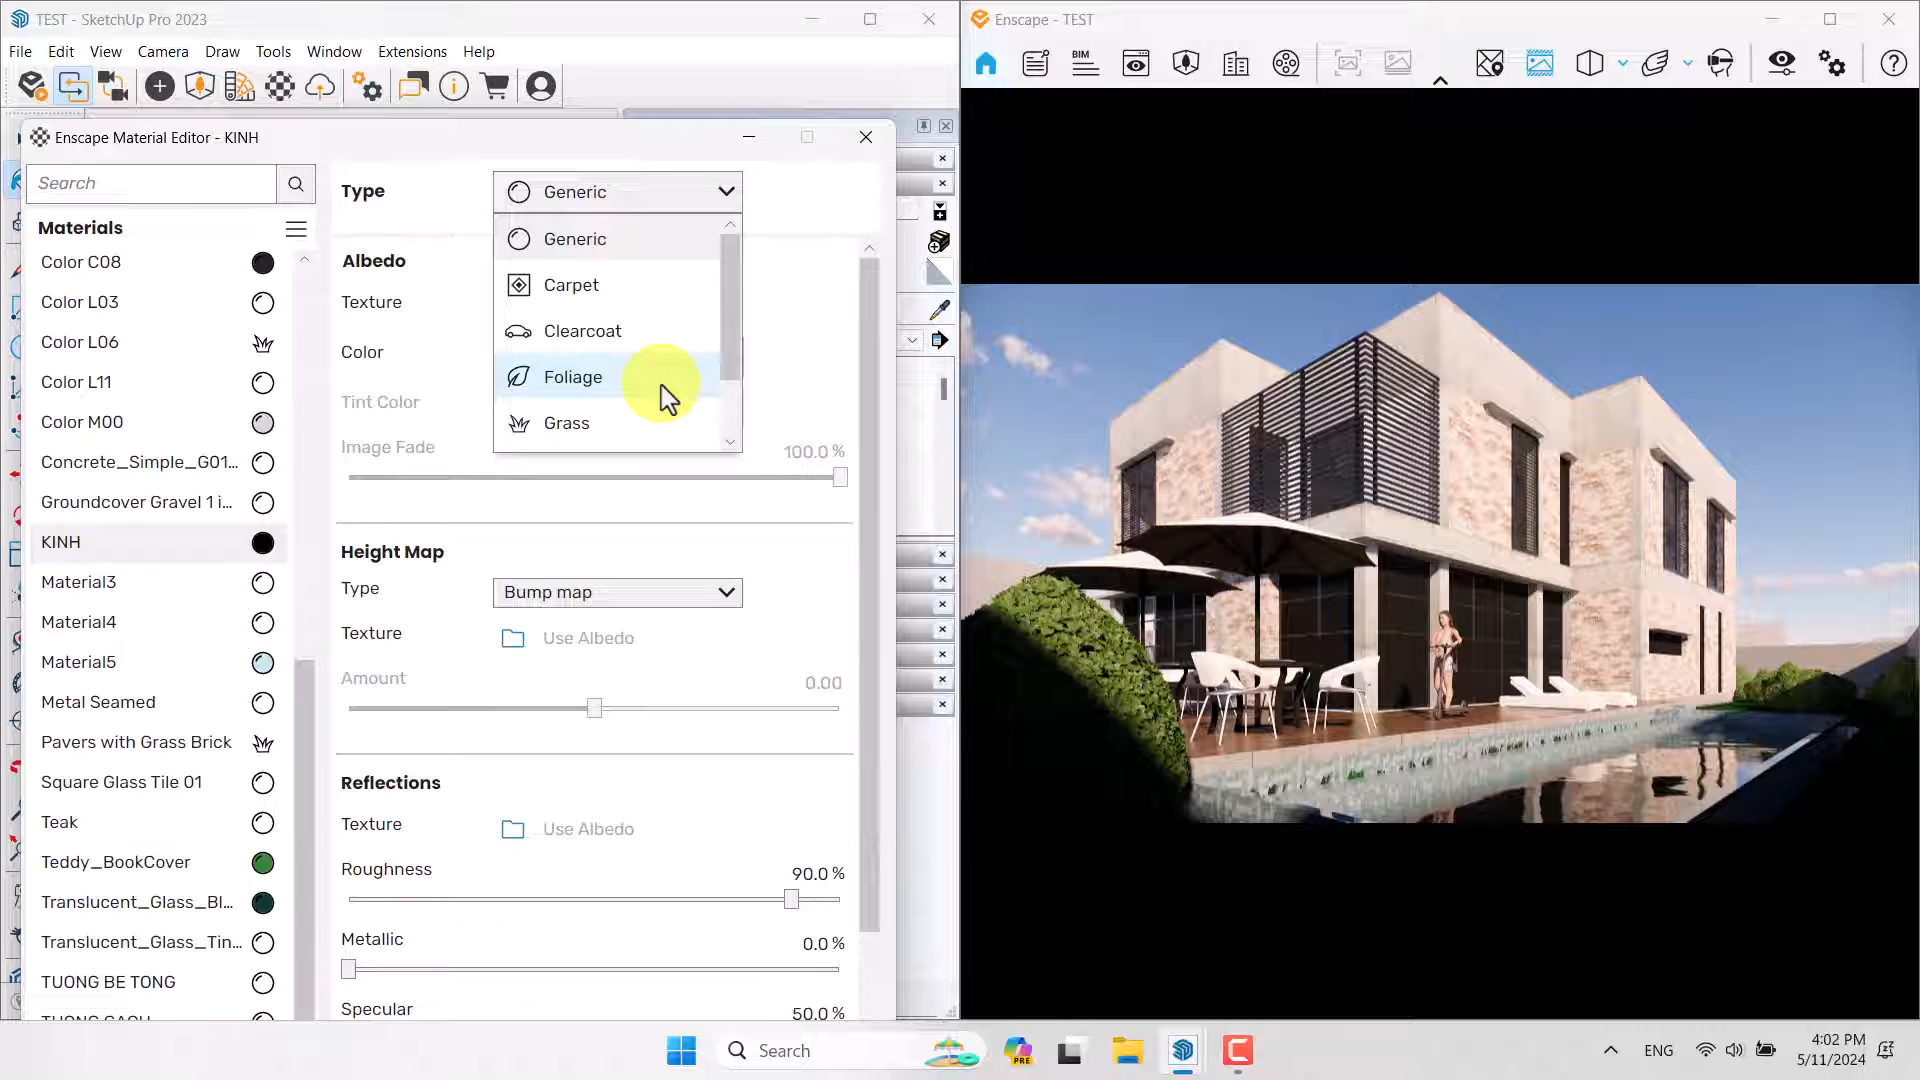 TEST - SketchUp Pro 2023
File Edit View Camera Draw Tools Window Extensions Help
Enscape Material Editor - KINH
Search
Materials
Color C08
Color L03
Color L06
Color L11
Color M00
Concrete_Simple_G01...
Groundcover Gravel 1 i...
KINH
Material3
Material4
Material5
Metal Seamed
Pavers with Grass Brick
Square Glass Tile 01
Teak
Teddy_BookCover
Translucent_Glass_Bl...
Translucent_Glass_Tin...
TUONG BE TONG
Type
Generic
Generic
Carpet
Clearcoat
Foliage
Grass
Albedo
Texture
Color
Tint Color
Image Fade
100.0 %
Height Map
Type
Bump map
Texture
Use Albedo
Amount
0.00
Reflections
Texture
Use Albedo
Roughness
90.0 %
Metallic
0.0 %
Specular
50.0 %
Enscape - TEST
BIM
Search
PRE
ENG
4:02 PM
5/11/2024